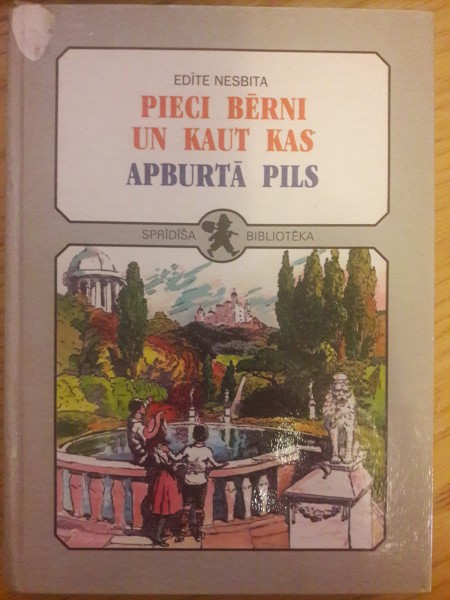 EDĪTE NESBITA
PIECI BĒRNI
UN KAUT KAS
APBURTĀ PILS
SPRĪDĪŠA BIBLIOTĒKA